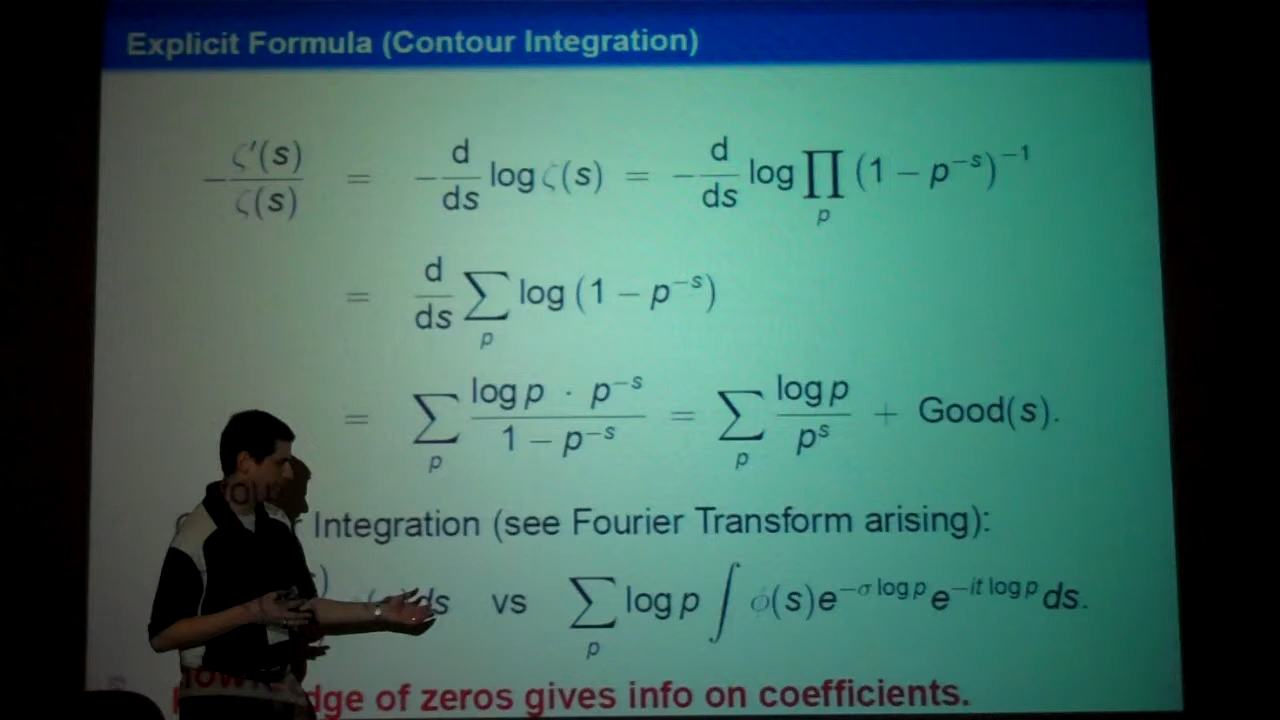 Explicit Formula (Contour Integration)
−ζ′(s)/ζ(s) = −d/ds log ζ(s) = −d/ds log ∏_p (1 − p^{−s})^{−1}
= d/ds ∑_p log (1 − p^{−s})
= ∑_p (log p · p^{−s})/(1 − p^{−s}) = ∑_p log p/p^s + Good(s).
Integration (see Fourier Transform arising):
ds vs ∑_p log p ∫ ϕ(s)e^{−σ log p} e^{−it log p} ds.
of zeros gives info on coefficients.